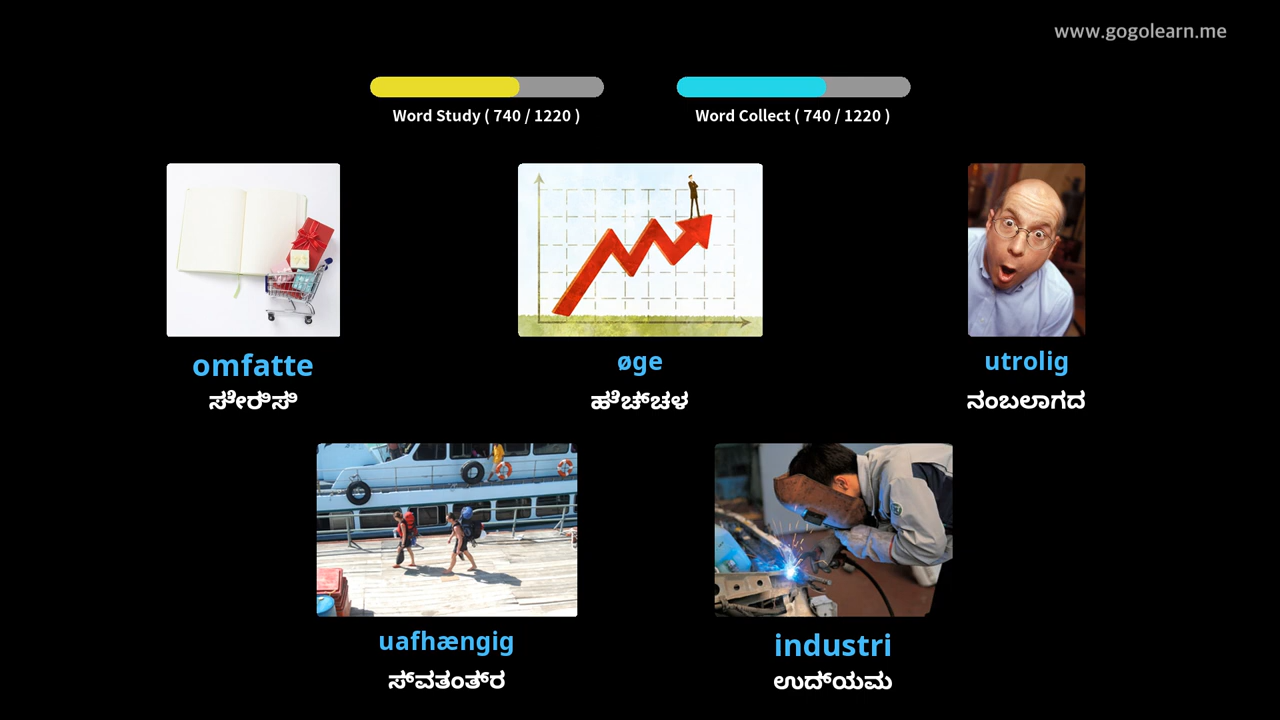 www.gogolearn.me
Word Study ( 740 / 1220 )
Word Collect ( 740 / 1220 )
omfatte
ಸೇರಿಸಿ
øge
ಹೆಚ್ಚಳ
utrolig
ನಂಬಲಾಗದ
uafhængig
ಸ್ವತಂತ್ರ
industri
ಉದ್ಯಮ